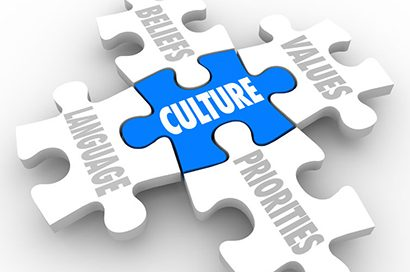 BELIEFS
VALUES
CULTURE
LANGUAGE
PRIORITIES